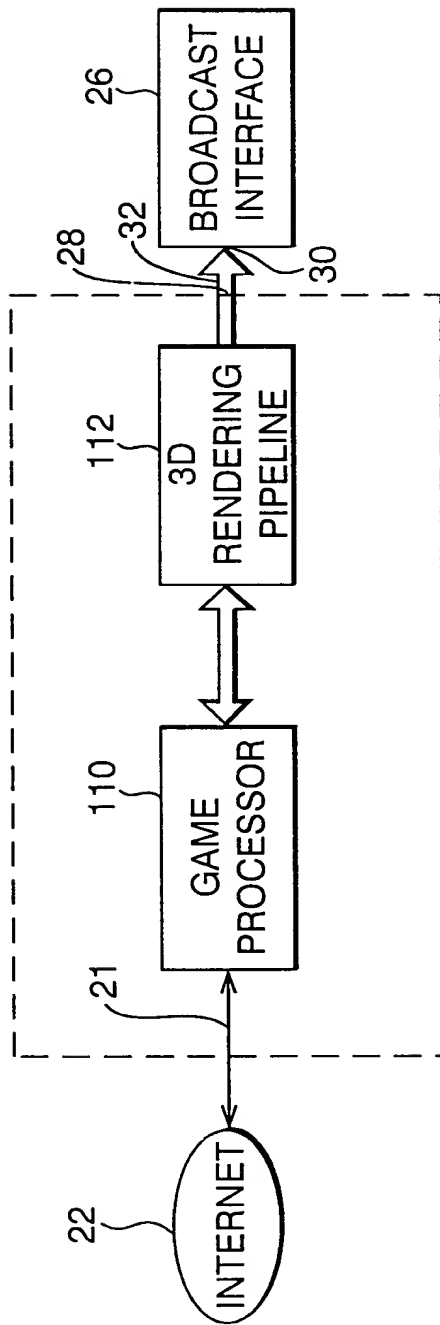 22
INTERNET
21
110
GAME
PROCESSOR
112
3D
RENDERING
PIPELINE
32
28
30
26
BROADCAST
INTERFACE